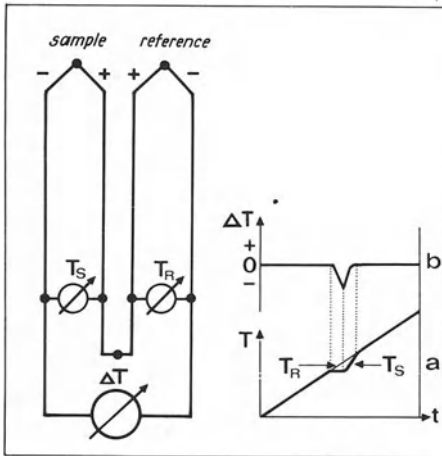 sample reference
− + + −
T_S T_R
ΔT
ΔT
+
0
−
b
T
T_R T_S
a
t